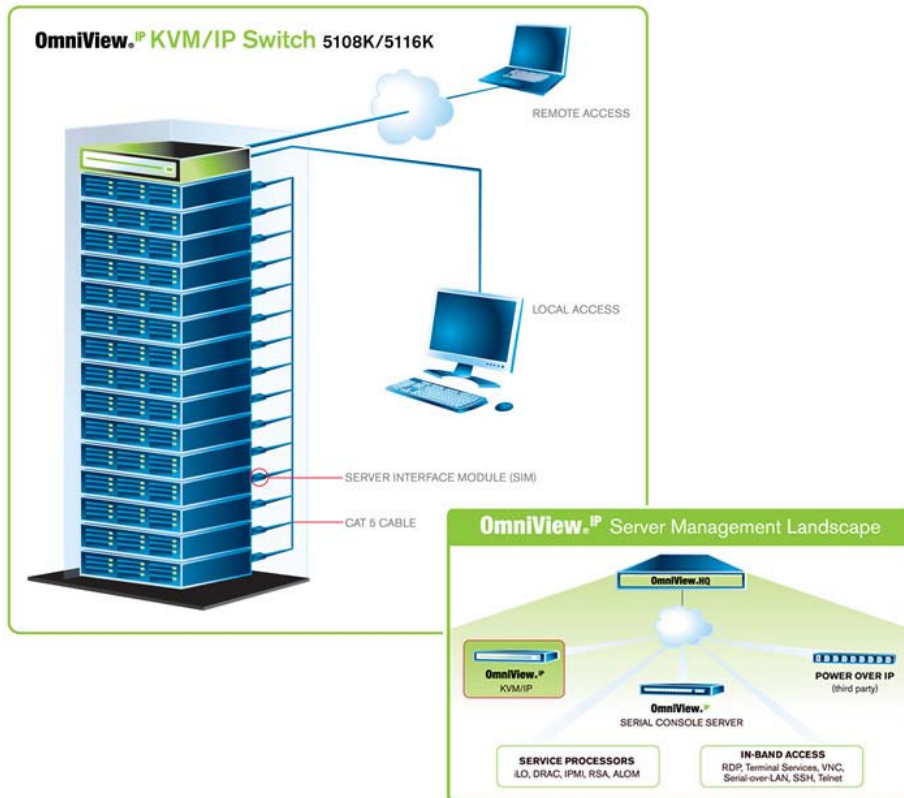 OmniView.IP KVM/IP Switch 5108K/5116K
REMOTE ACCESS
LOCAL ACCESS
SERVER INTERFACE MODULE (SIM)
CAT 5 CABLE
OmniView.IP Server Management Landscape
OmniView.HQ
OmniView.IP
KVM/IP
POWER OVER IP
(third party)
OmniView.IP
SERIAL CONSOLE SERVER
SERVICE PROCESSORS
iLO, DRAC, IPMI, RSA, ALOM
IN-BAND ACCESS
RDP, Terminal Services, VNC,
Serial-over-LAN, SSH, Telnet